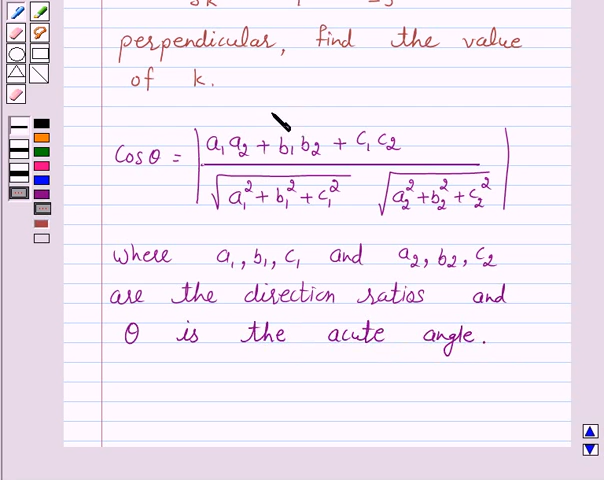 perpendicular, find the value
of k.
Cosθ = |a₁a₂ + b₁b₂ + c₁c₂ / √(a₁² + b₁² + c₁²) √(a₂² + b₂² + c₂²)|
where a₁, b₁, c₁ and a₂, b₂, c₂
are the direction ratios and
θ is the acute angle.